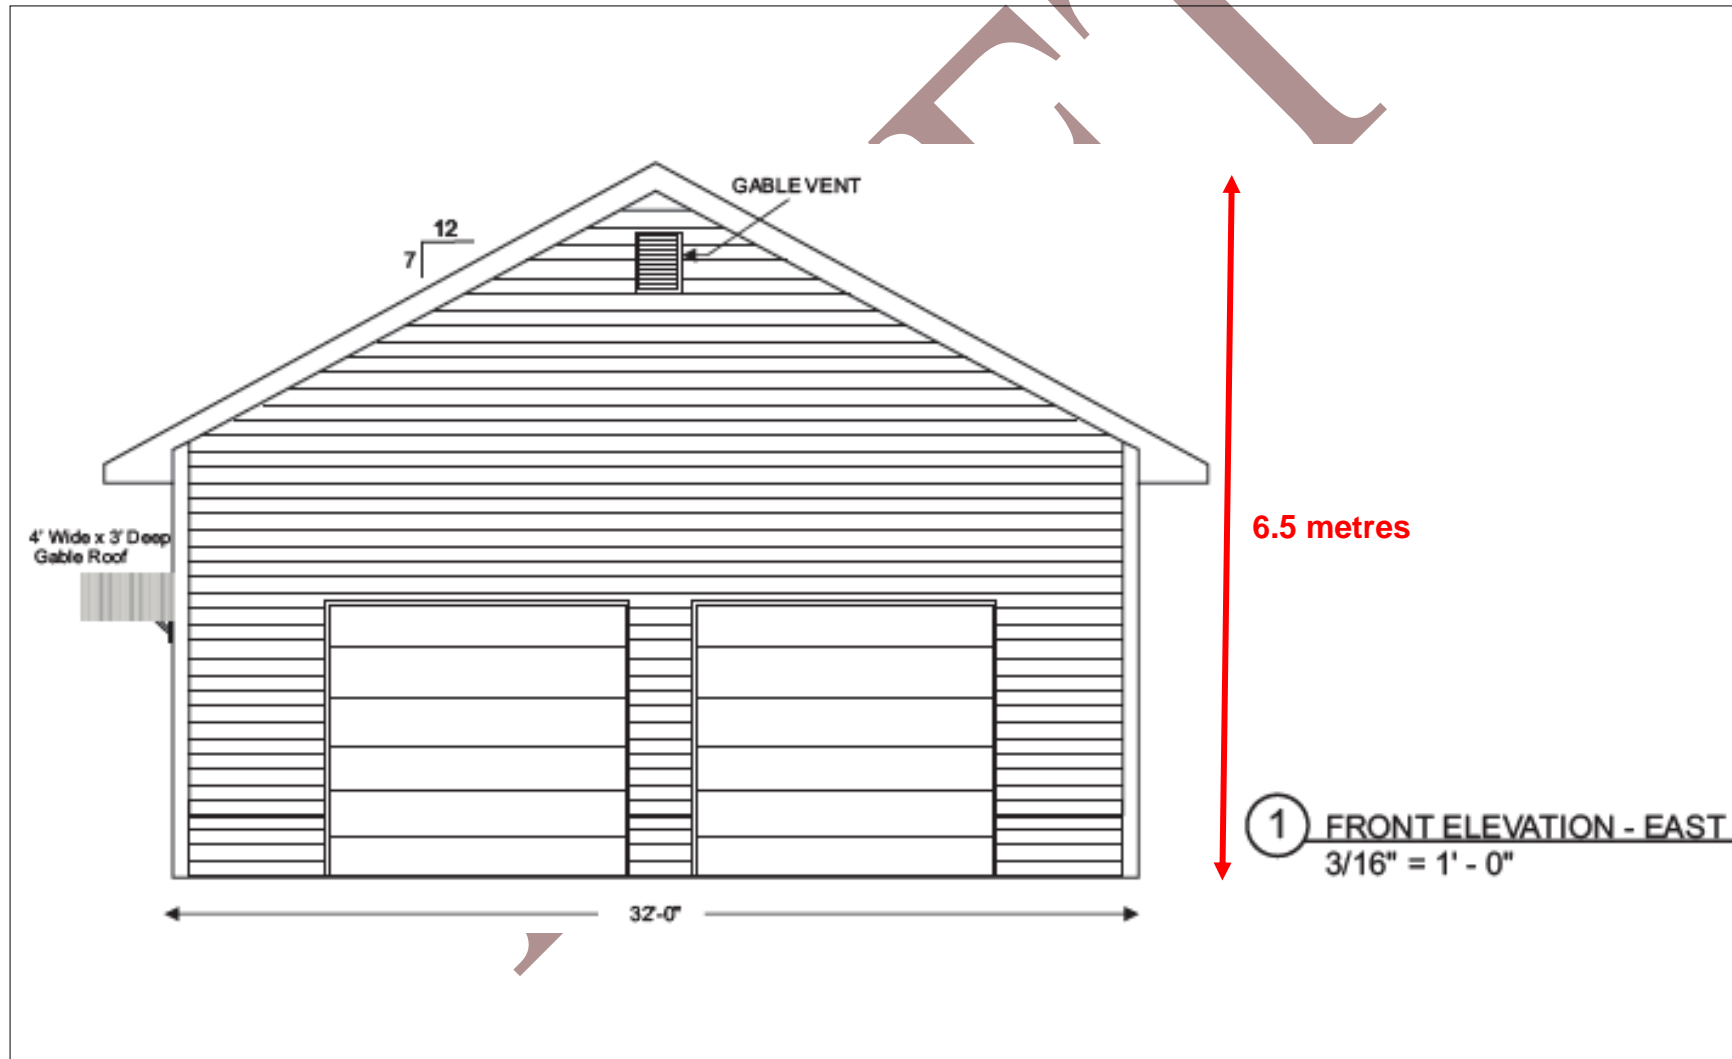 GABLE VENT
12
7
4' Wide x 3' Deep
Gable Roof
6.5 metres
1 FRONT ELEVATION - EAST
3/16" = 1' - 0"
32'-0"